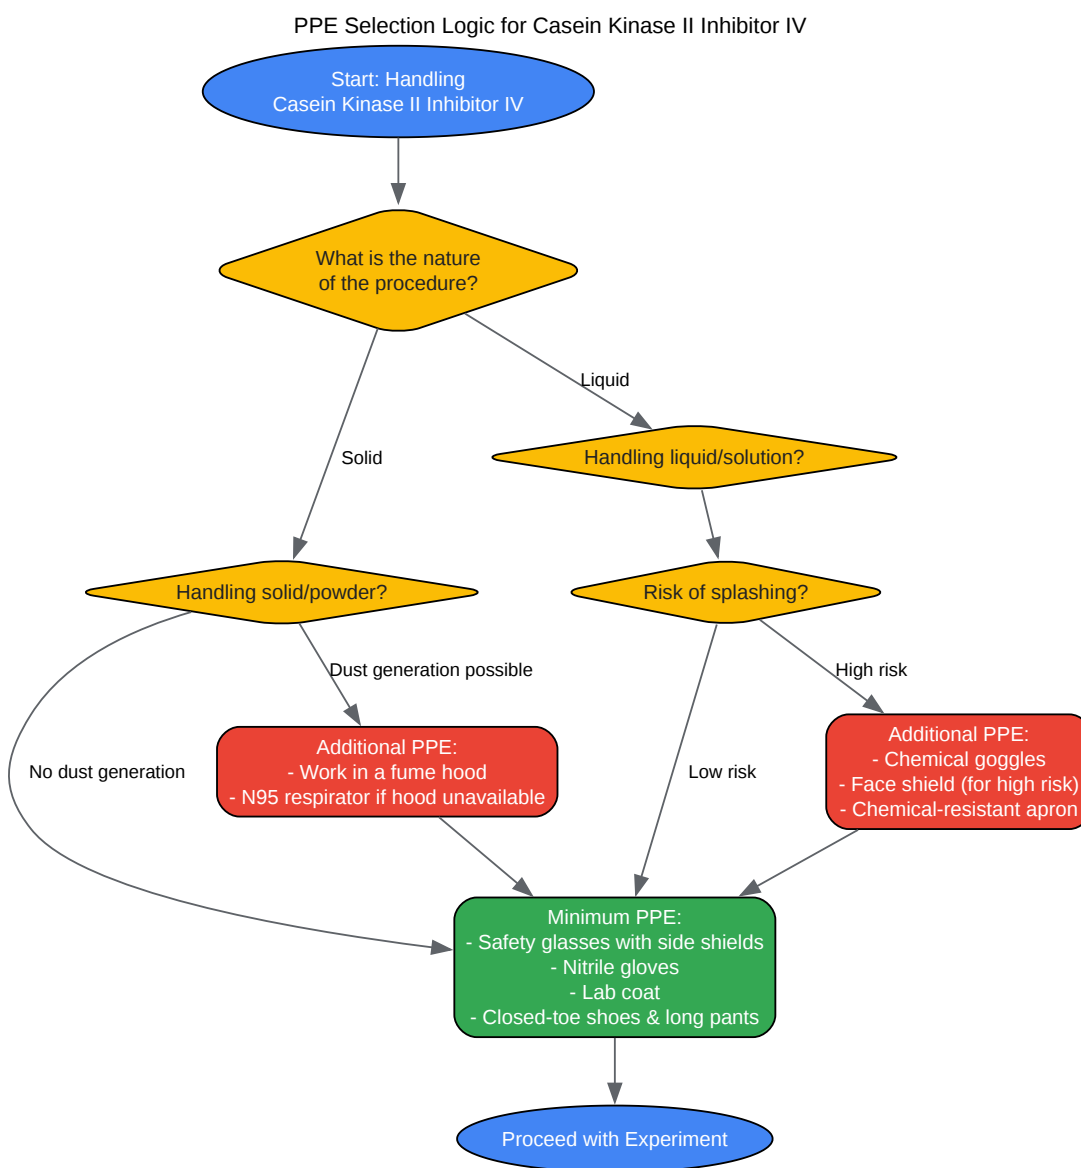 PPE Selection Logic for Casein Kinase II Inhibitor IV
Start: Handling
Casein Kinase II Inhibitor IV
What is the nature
of the procedure?
Liquid
Solid
Handling liquid/solution?
Handling solid/powder?
Risk of splashing?
Dust generation possible
High risk
No dust generation
Additional PPE:
- Work in a fume hood
- N95 respirator if hood unavailable
Low risk
Additional PPE:
- Chemical goggles
- Face shield (for high risk)
- Chemical-resistant apron
Minimum PPE:
- Safety glasses with side shields
- Nitrile gloves
- Lab coat
- Closed-toe shoes & long pants
Proceed with Experiment